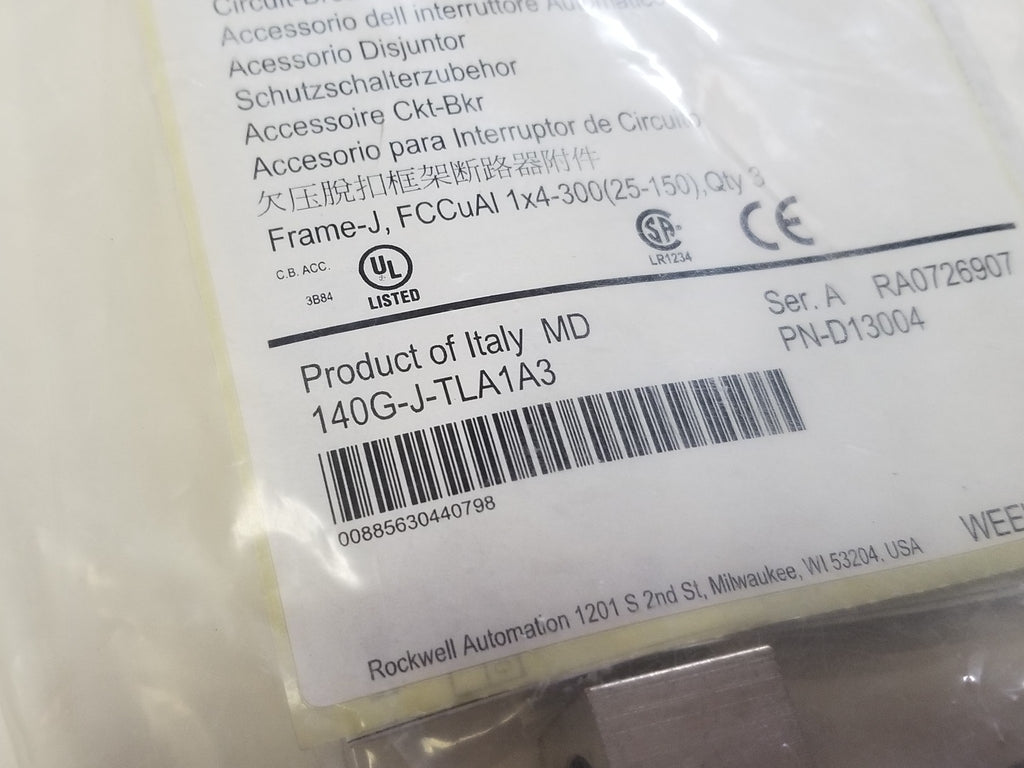 Accessorio dell interruttore Automatico
Acessorio Disjuntor
Schutzschalterzubehor
Accessoire Ckt-Bkr
Accesorio para Interruptor de Circuito
欠压脫扣框架断路器附件
Frame-J, FCCuAl 1x4-300(25-150),Qty 3
C.B. ACC.
3B84
UL
LISTED
SA
LR1234
CE
Product of Italy MD
Ser. A RA0726907
140G-J-TLA1A3
PN-D13004
00885630440798
Rockwell Automation 1201 S 2nd St, Milwaukee, WI 53204. USA